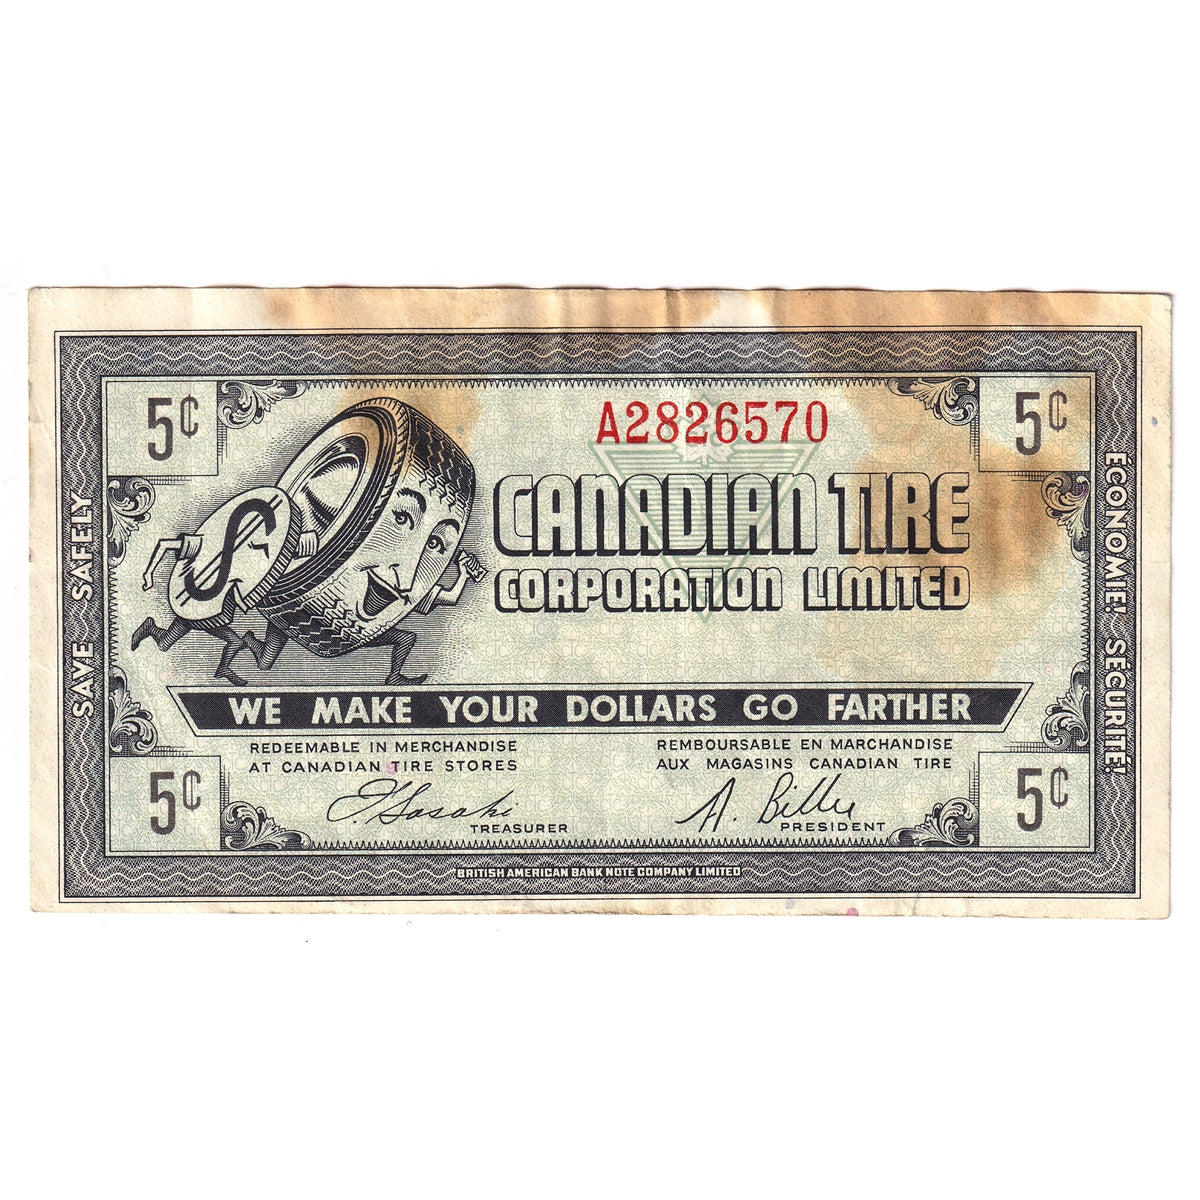 5¢
5¢
A2826570
CANADIAN TIRE
CORPORATION LIMITED
SAVE SAFELY
ÉCONOMIE! SÉCURITÉ!
WE MAKE YOUR DOLLARS GO FARTHER
REDEEMABLE IN MERCHANDISE
AT CANADIAN TIRE STORES
REMBOURSABLE EN MARCHANDISE
AUX MAGASINS CANADIAN TIRE
5¢
TREASURER
PRESIDENT
5¢
BRITISH AMERICAN BANK NOTE COMPANY LIMITED